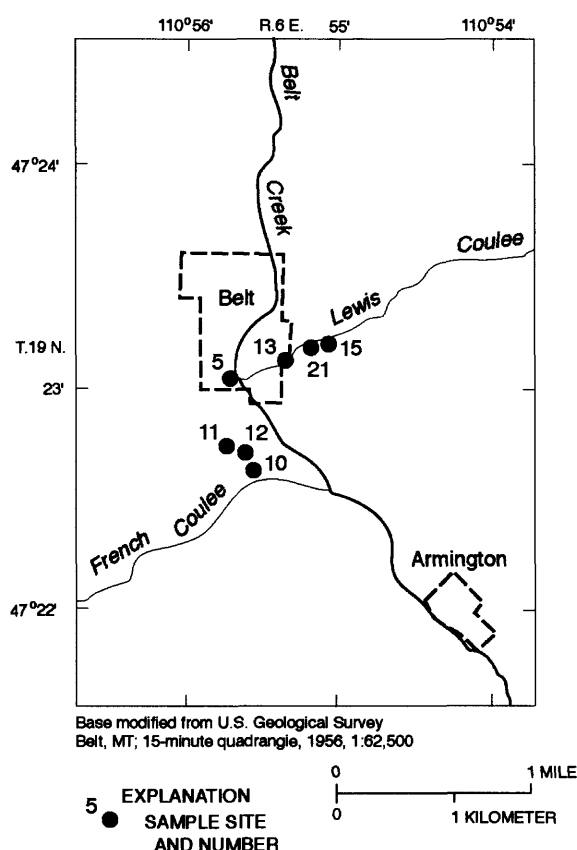 110°56' R.6 E. 55' 110°54'
Belt
47°24'
Creek
Coulee
Belt
Lewis
T.19 N.
13
15
5
21
23'
11
12
10
French Coulee
Armington
47°22'
Base modified from U.S. Geological Survey
Belt, MT; 15-minute quadrangie, 1956, 1:62,500
0 1 MILE
0 1 KILOMETER
5 EXPLANATION
SAMPLE SITE
AND NUMBER